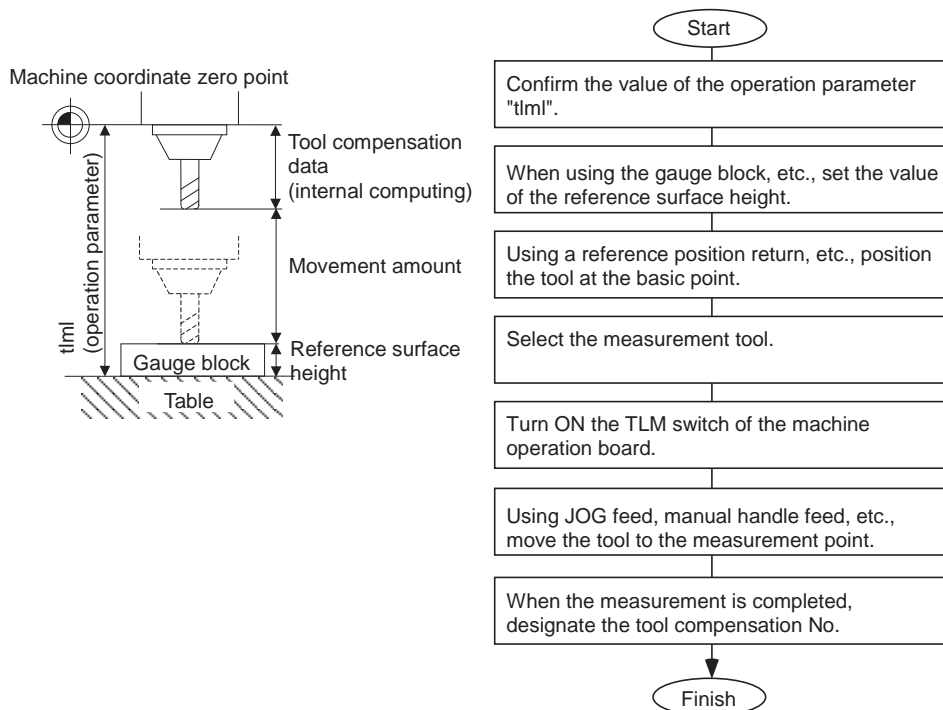 Machine coordinate zero point
tlml
(operation parameter)
Tool compensation
data
(internal computing)
Movement amount
Reference surface
height
Gauge block
Table
Start
Confirm the value of the operation parameter
"tlml".
When using the gauge block, etc., set the value
of the reference surface height.
Using a reference position return, etc., position
the tool at the basic point.
Select the measurement tool.
Turn ON the TLM switch of the machine
operation board.
Using JOG feed, manual handle feed, etc.,
move the tool to the measurement point.
When the measurement is completed,
designate the tool compensation No.
Finish